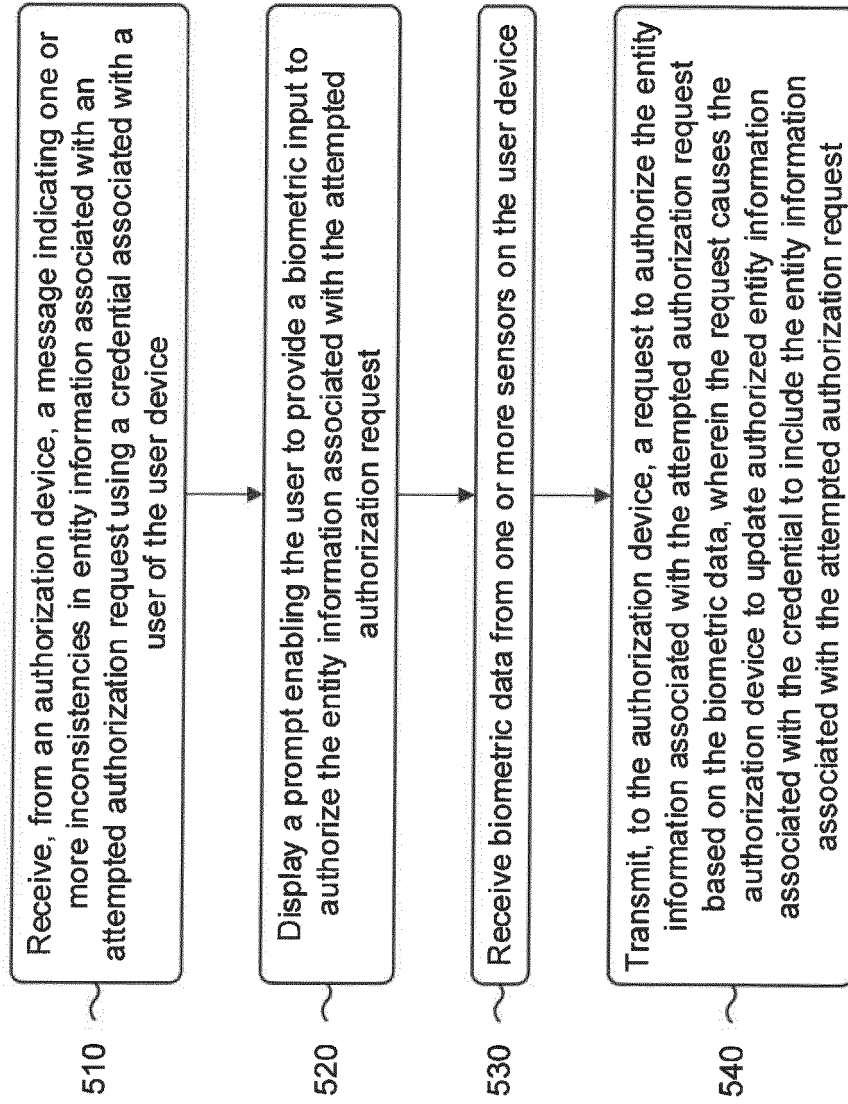 510
Receive, from an authorization device, a message indicating one or
more inconsistencies in entity information associated with an
attempted authorization request using a credential associated with a
user of the user device
520
Display a prompt enabling the user to provide a biometric input to
authorize the entity information associated with the attempted
authorization request
530
Receive biometric data from one or more sensors on the user device
540
Transmit, to the authorization device, a request to authorize the entity
information associated with the attempted authorization request
based on the biometric data, wherein the request causes the
authorization device to update authorized entity information
associated with the credential to include the entity information
associated with the attempted authorization request